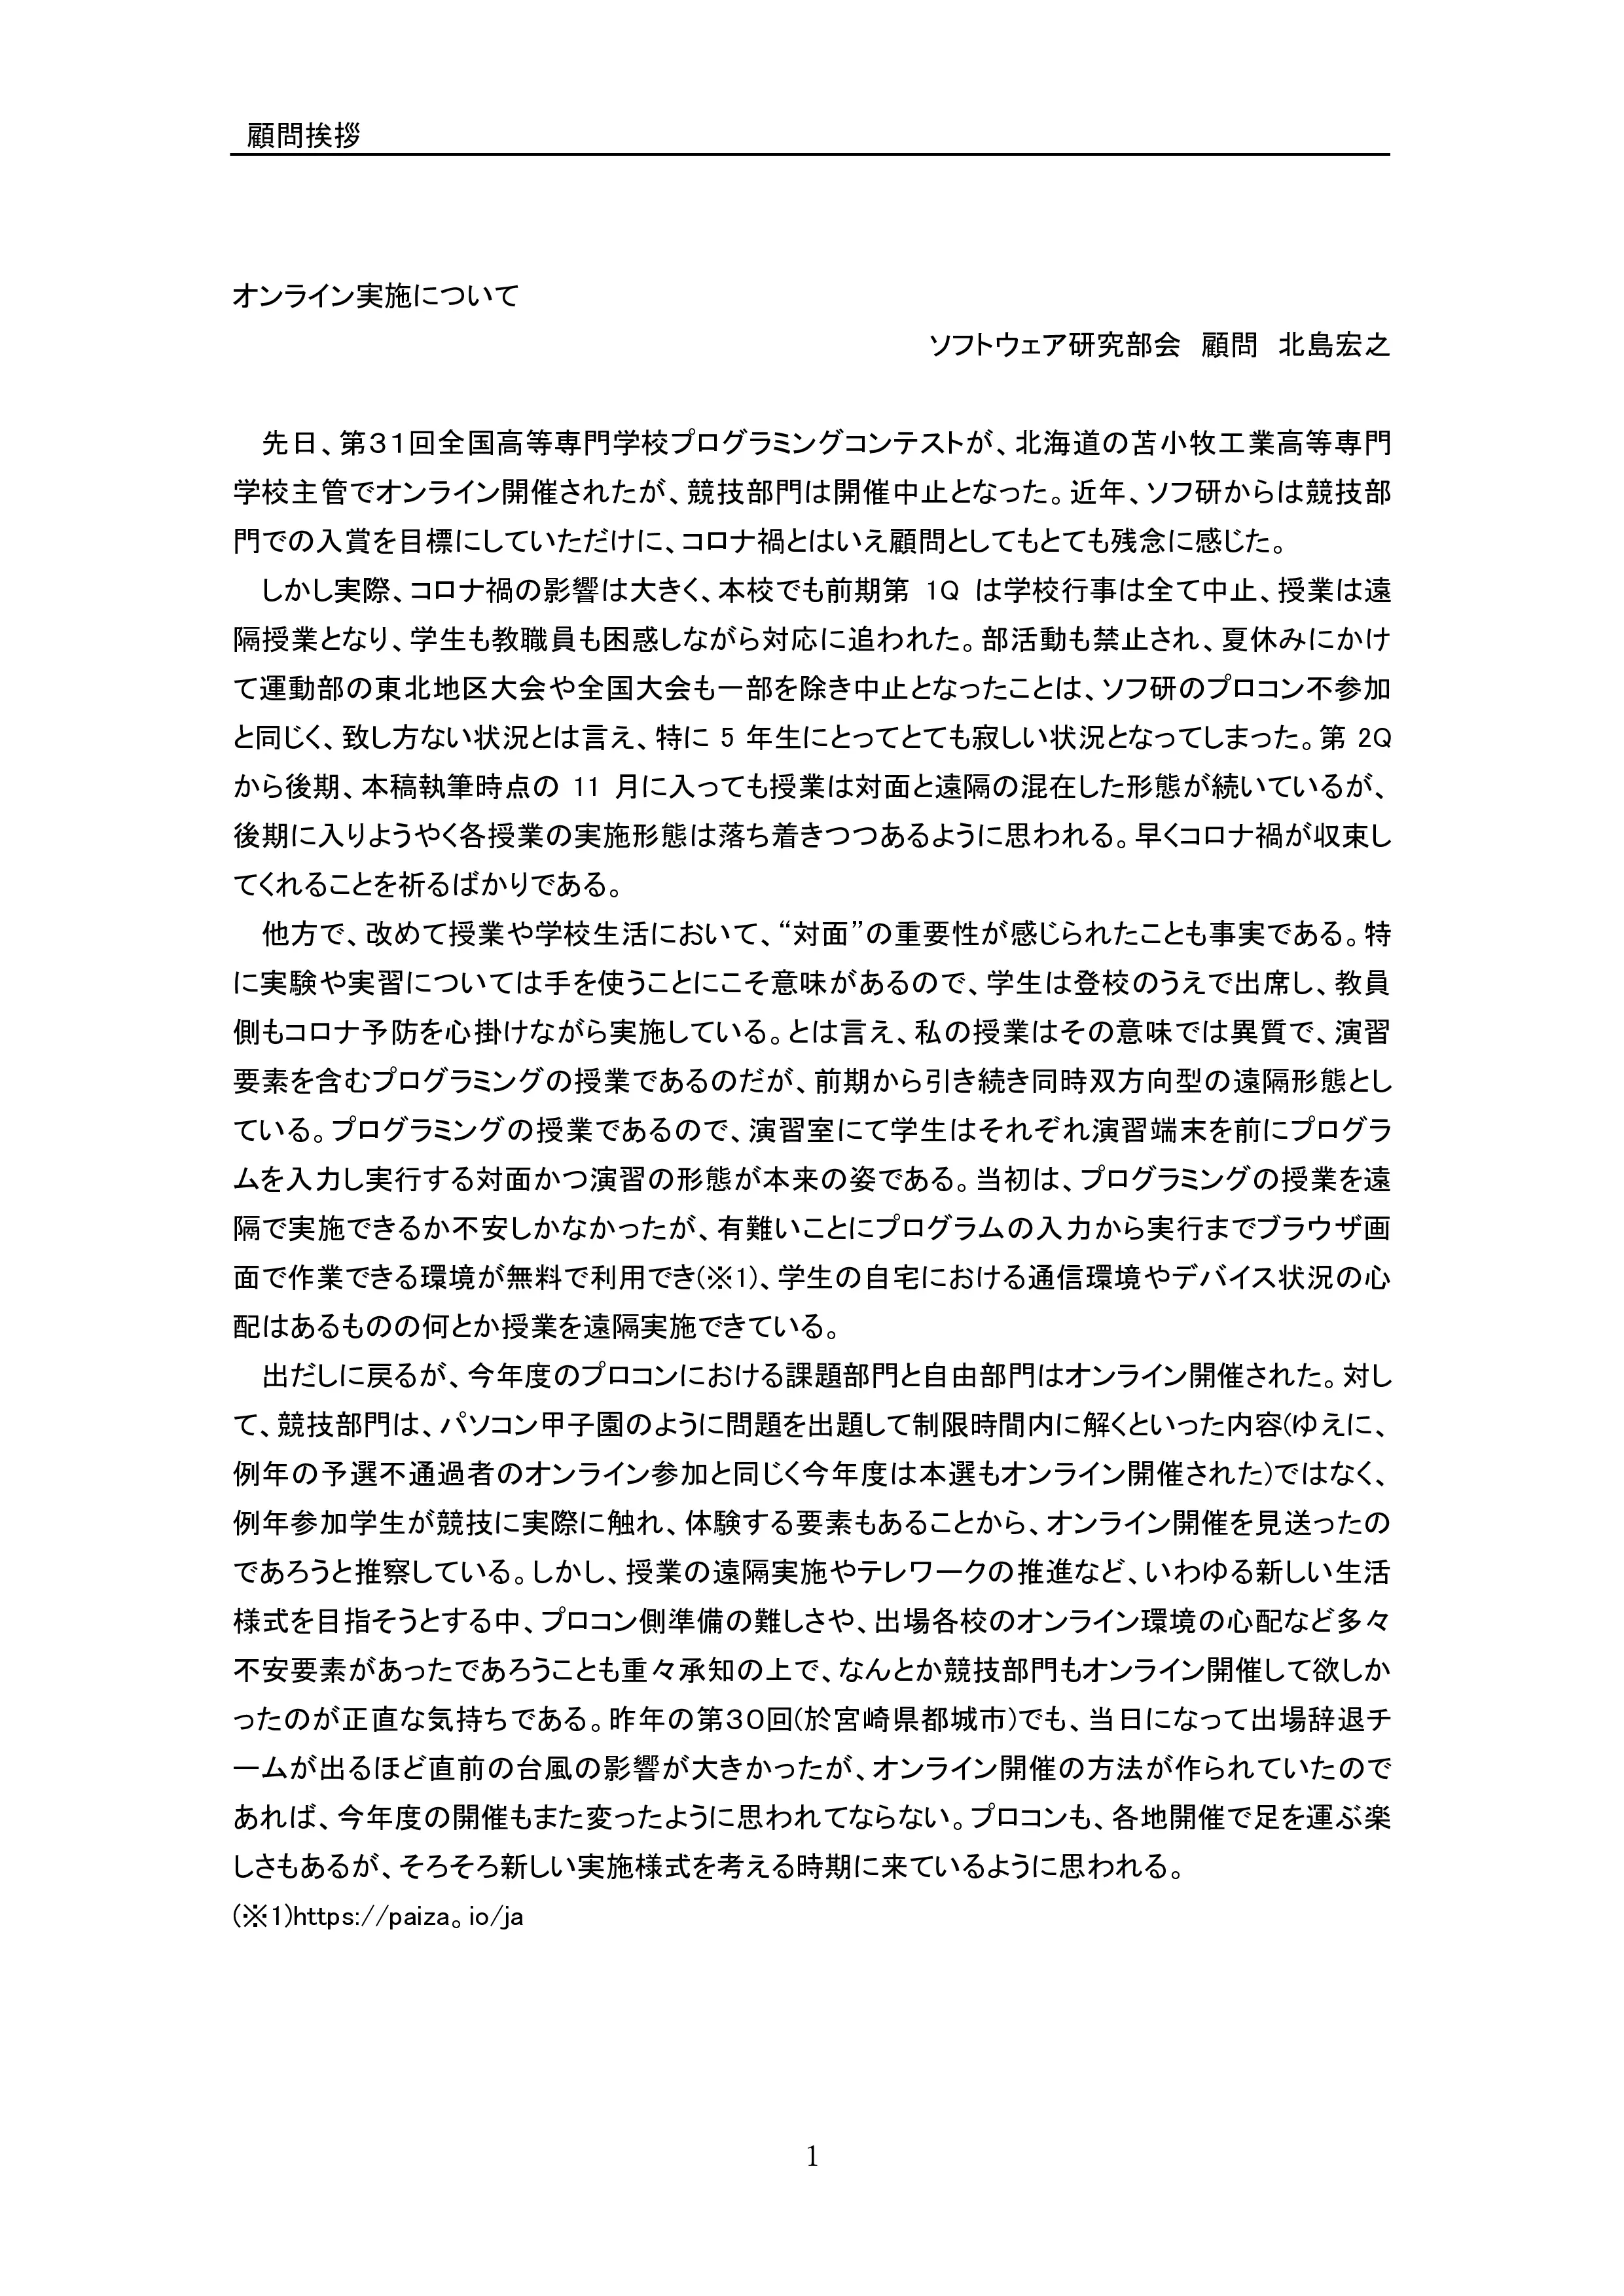 顧問挨拶
オンライン実施について
ソフトウェア研究部会　顧問　北島宏之
先日、第３１回全国高等専門学校プログラミングコンテストが、北海道の苫小牧工業高等専門
学校主管でオンライン開催されたが、競技部門は開催中止となった。近年、ソフ研からは競技部
門での入賞を目標にしていただけに、コロナ禍とはいえ顧問としてもとても残念に感じた。
しかし実際、コロナ禍の影響は大きく、本校でも前期第 1Q は学校行事は全て中止、授業は遠
隔授業となり、学生も教職員も困惑しながら対応に追われた。部活動も禁止され、夏休みにかけ
て運動部の東北地区大会や全国大会も一部を除き中止となったことは、ソフ研のプロコン不参加
と同じく、致し方ない状況とは言え、特に 5 年生にとってとても寂しい状況となってしまった。第 2Q
から後期、本稿執筆時点の 11 月に入っても授業は対面と遠隔の混在した形態が続いているが、
後期に入りようやく各授業の実施形態は落ち着きつつあるように思われる。早くコロナ禍が収束し
てくれることを祈るばかりである。
他方で、改めて授業や学校生活において、“対面”の重要性が感じられたことも事実である。特
に実験や実習については手を使うことにこそ意味があるので、学生は登校のうえで出席し、教員
側もコロナ予防を心掛けながら実施している。とは言え、私の授業はその意味では異質で、演習
要素を含むプログラミングの授業であるのだが、前期から引き続き同時双方向型の遠隔形態とし
ている。プログラミングの授業であるので、演習室にて学生はそれぞれ演習端末を前にプログラ
ムを入力し実行する対面かつ演習の形態が本来の姿である。当初は、プログラミングの授業を遠
隔で実施できるか不安しかなかったが、有難いことにプログラムの入力から実行までブラウザ画
面で作業できる環境が無料で利用でき(※1)、学生の自宅における通信環境やデバイス状況の心
配はあるものの何とか授業を遠隔実施できている。
出だしに戻るが、今年度のプロコンにおける課題部門と自由部門はオンライン開催された。対し
て、競技部門は、パソコン甲子園のように問題を出題して制限時間内に解くといった内容(ゆえに、
例年の予選不通過者のオンライン参加と同じく今年度は本選もオンライン開催された)ではなく、
例年参加学生が競技に実際に触れ、体験する要素もあることから、オンライン開催を見送ったの
であろうと推察している。しかし、授業の遠隔実施やテレワークの推進など、いわゆる新しい生活
様式を目指そうとする中、プロコン側準備の難しさや、出場各校のオンライン環境の心配など多々
不安要素があったであろうことも重々承知の上で、なんとか競技部門もオンライン開催して欲しか
ったのが正直な気持ちである。昨年の第３０回(於宮崎県都城市)でも、当日になって出場辞退チ
ームが出るほど直前の台風の影響が大きかったが、オンライン開催の方法が作られていたので
あれば、今年度の開催もまた変ったように思われてならない。プロコンも、各地開催で足を運ぶ楽
しさもあるが、そろそろ新しい実施様式を考える時期に来ているように思われる。
(※1)https://paiza。io/ja
1